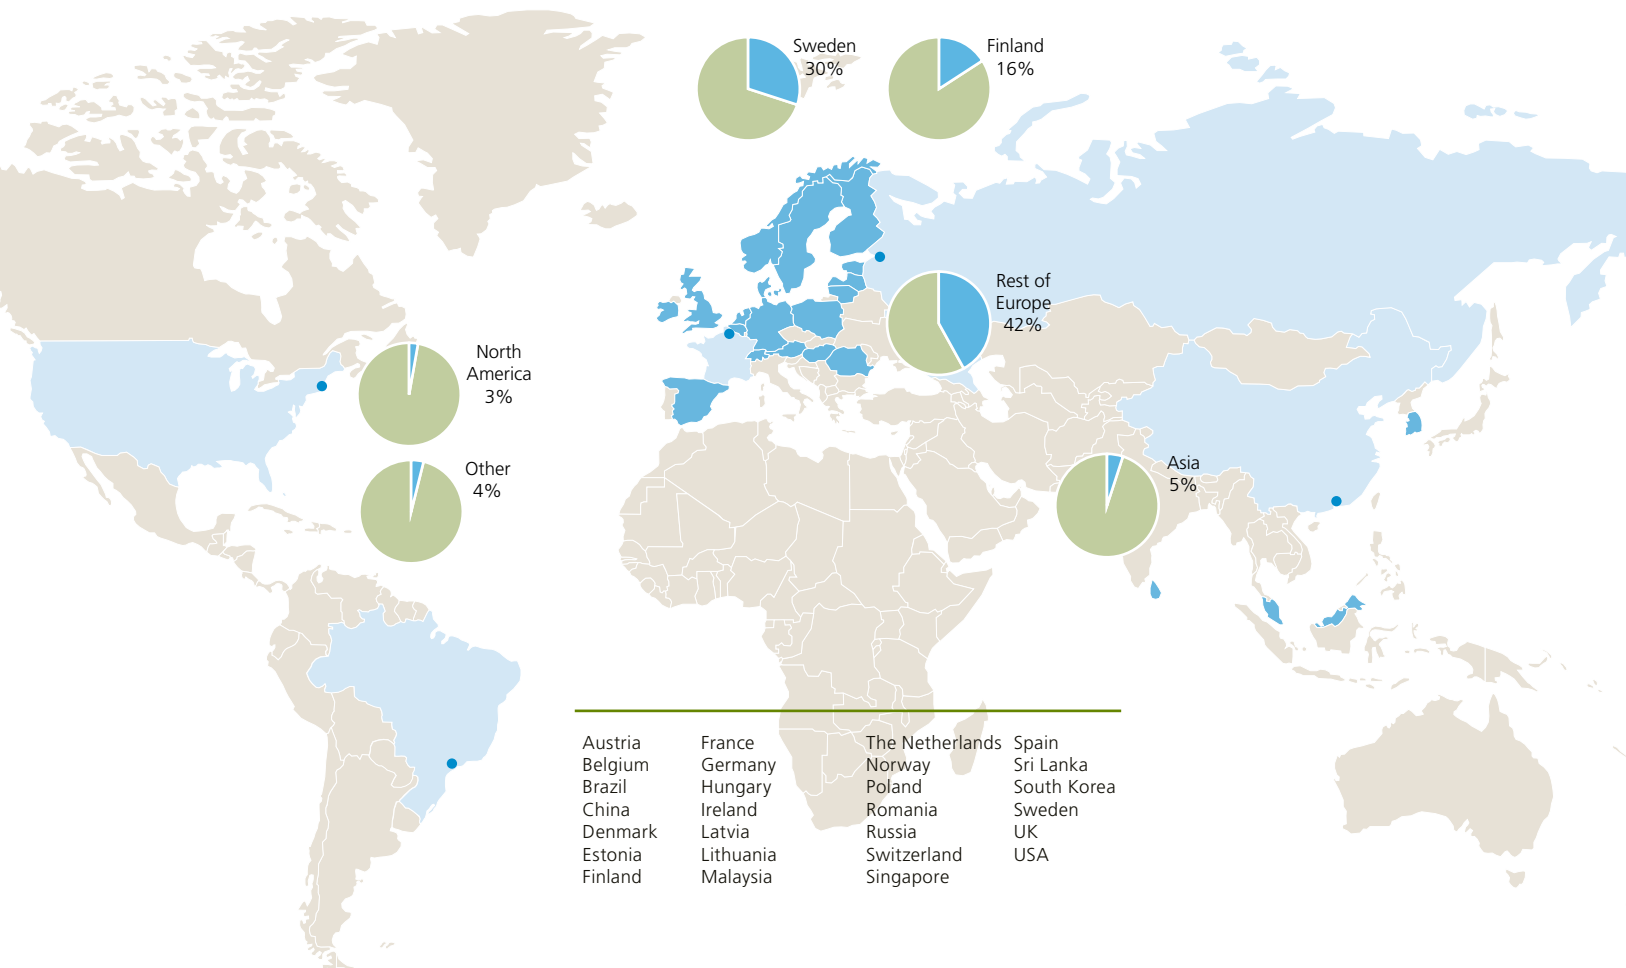 Sweden
30%
Finland
16%
Rest of
Europe
42%
North
America
3%
Other
4%
Asia
5%
Austria
Belgium
Brazil
China
Denmark
Estonia
Finland
France
Germany
Hungary
Ireland
Latvia
Lithuania
Malaysia
The Netherlands
Norway
Poland
Romania
Russia
Switzerland
Singapore
Spain
Sri Lanka
South Korea
Sweden
UK
USA